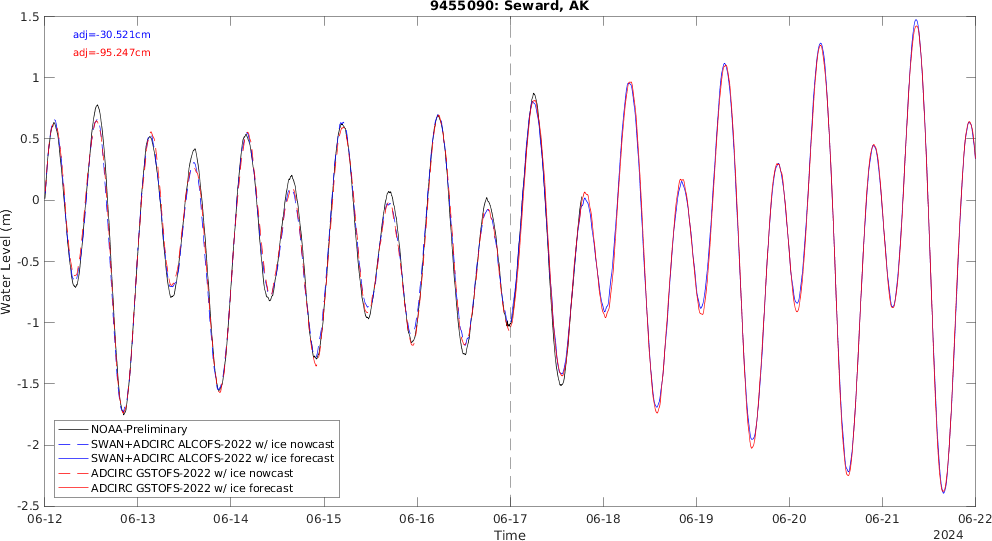 9455090: Seward, AK
adj=-30.521cm
adj=-95.247cm
1.5
1
0.5
0
-0.5
-1
-1.5
-2
-2.5
Water Level (m)
NOAA-Preliminary
SWAN+ADCIRC ALCOFS-2022 w/ ice nowcast
SWAN+ADCIRC ALCOFS-2022 w/ ice forecast
ADCIRC GSTOFS-2022 w/ ice nowcast
ADCIRC GSTOFS-2022 w/ ice forecast
06-12 06-13 06-14 06-15 06-16 06-17 06-18 06-19 06-20 06-21 06-22
Time
2024